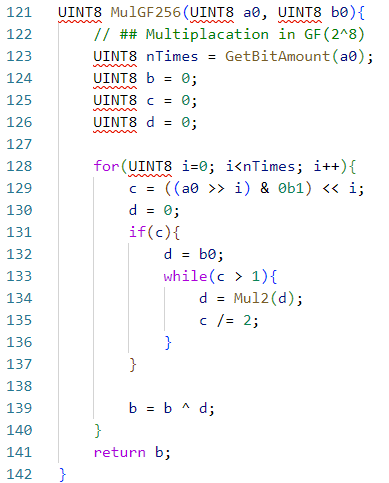 121 UINT8 MulGF256(UINT8 a0, UINT8 b0){
122     // ## Multiplacation in GF(2^8)
123     UINT8 nTimes = GetBitAmount(a0);
124     UINT8 b = 0;
125     UINT8 c = 0;
126     UINT8 d = 0;
127
128     for(UINT8 i=0; i<nTimes; i++){
129         c = ((a0 >> i) & 0b1) << i;
130         d = 0;
131         if(c){
132             d = b0;
133             while(c > 1){
134                 d = Mul2(d);
135                 c /= 2;
136             }
137         }
138
139         b = b ^ d;
140     }
141     return b;
142 }